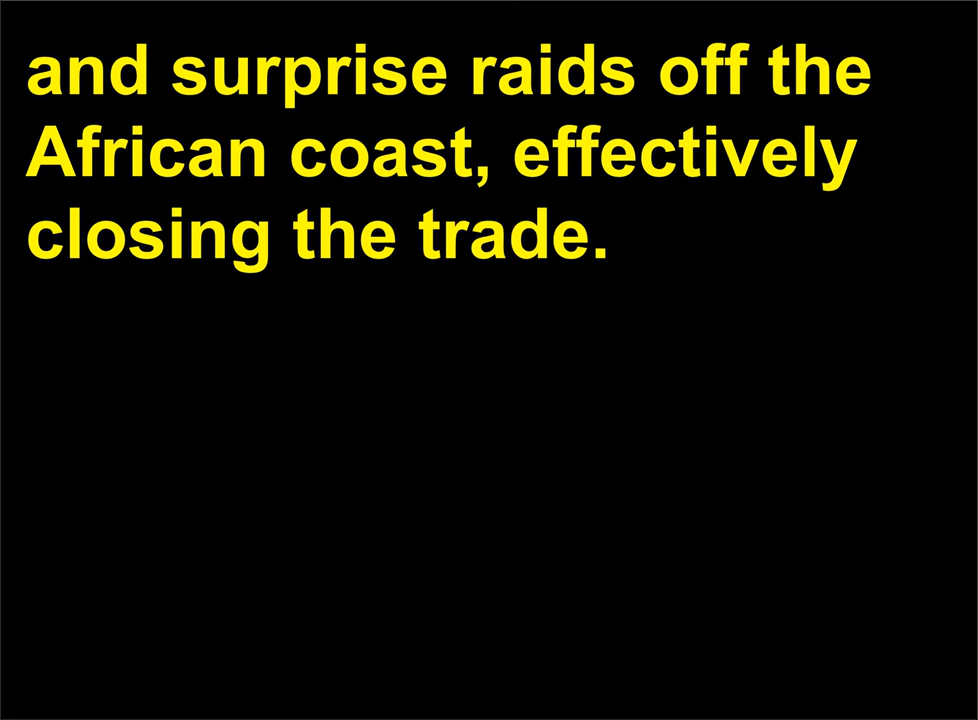 and surprise raids off the
African coast, effectively
closing the trade.